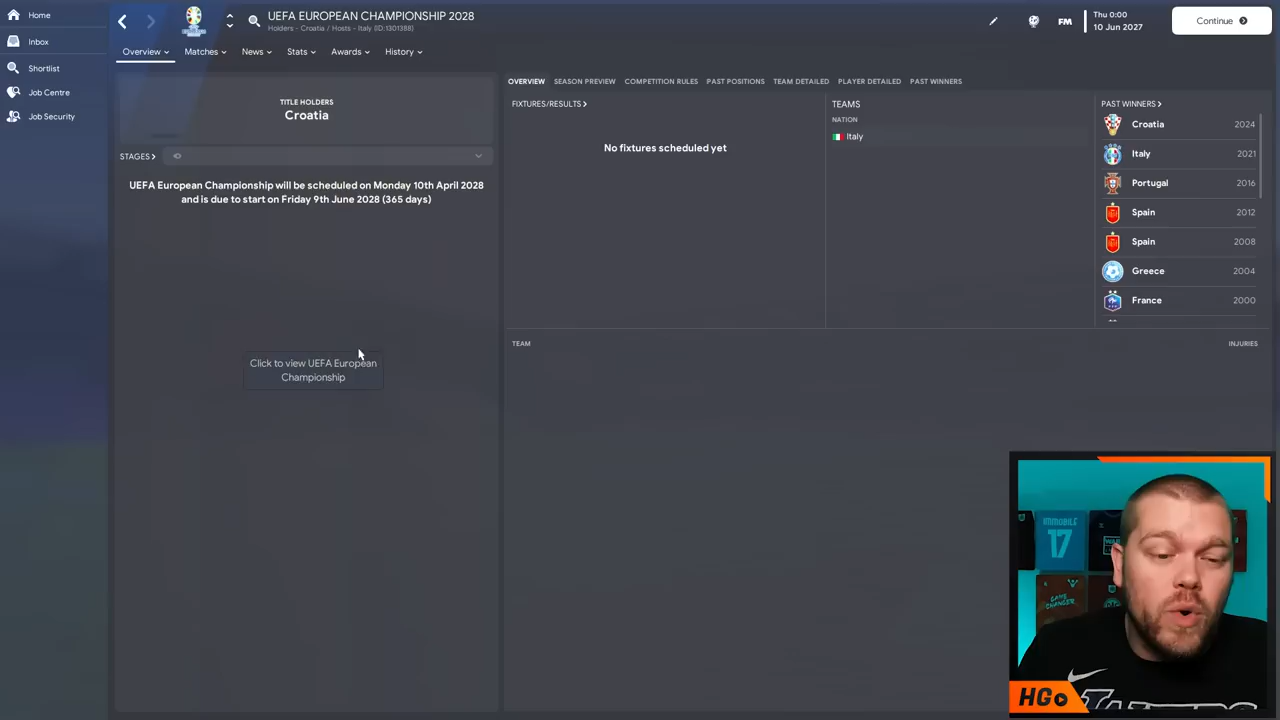 Home
Inbox
Shortlist
Job Centre
Job Security
UEFA EUROPEAN CHAMPIONSHIP 2028
Holders - Croatia / Hosts - Italy (ID:1301388)
FM
Thu 0:00
10 Jun 2027
Continue
Overview
Matches
News
Stats
Awards
History
TITLE HOLDERS
Croatia
STAGES
UEFA European Championship will be scheduled on Monday 10th April 2028
and is due to start on Friday 9th June 2028 (365 days)
Click to view UEFA European
Championship
OVERVIEW
SEASON PREVIEW
COMPETITION RULES
PAST POSITIONS
TEAM DETAILED
PLAYER DETAILED
PAST WINNERS
FIXTURES/RESULTS
No fixtures scheduled yet
TEAMS
NATION
Italy
PAST WINNERS
Croatia 2024
Italy 2021
Portugal 2016
Spain 2012
Spain 2008
Greece 2004
France 2000
TEAM
INJURIES
IMMOBILE
17
GAME
CHANGER
HG